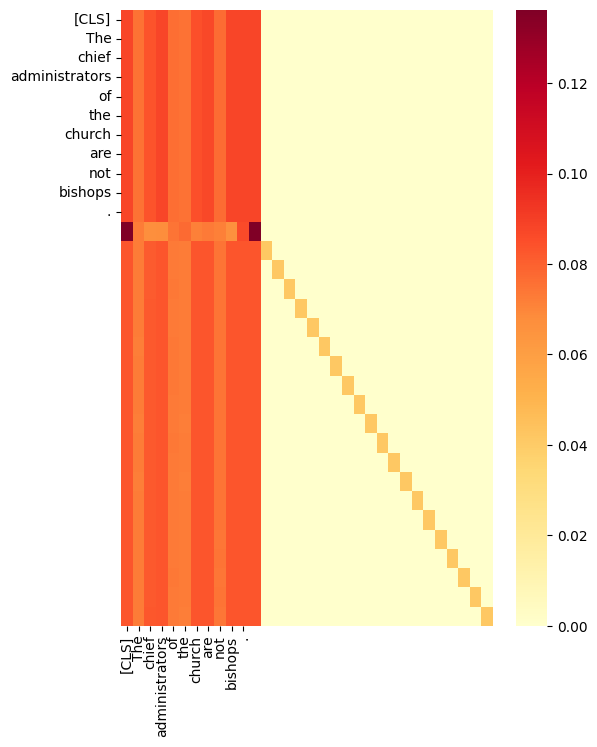 [CLS]
The
chief
administrators
of
the
church
are
not
bishops
.
0.12
0.10
0.08
0.06
0.04
0.02
0.00
[CLS]
The
chief
administrators
of
the
church
are
not
bishops
.